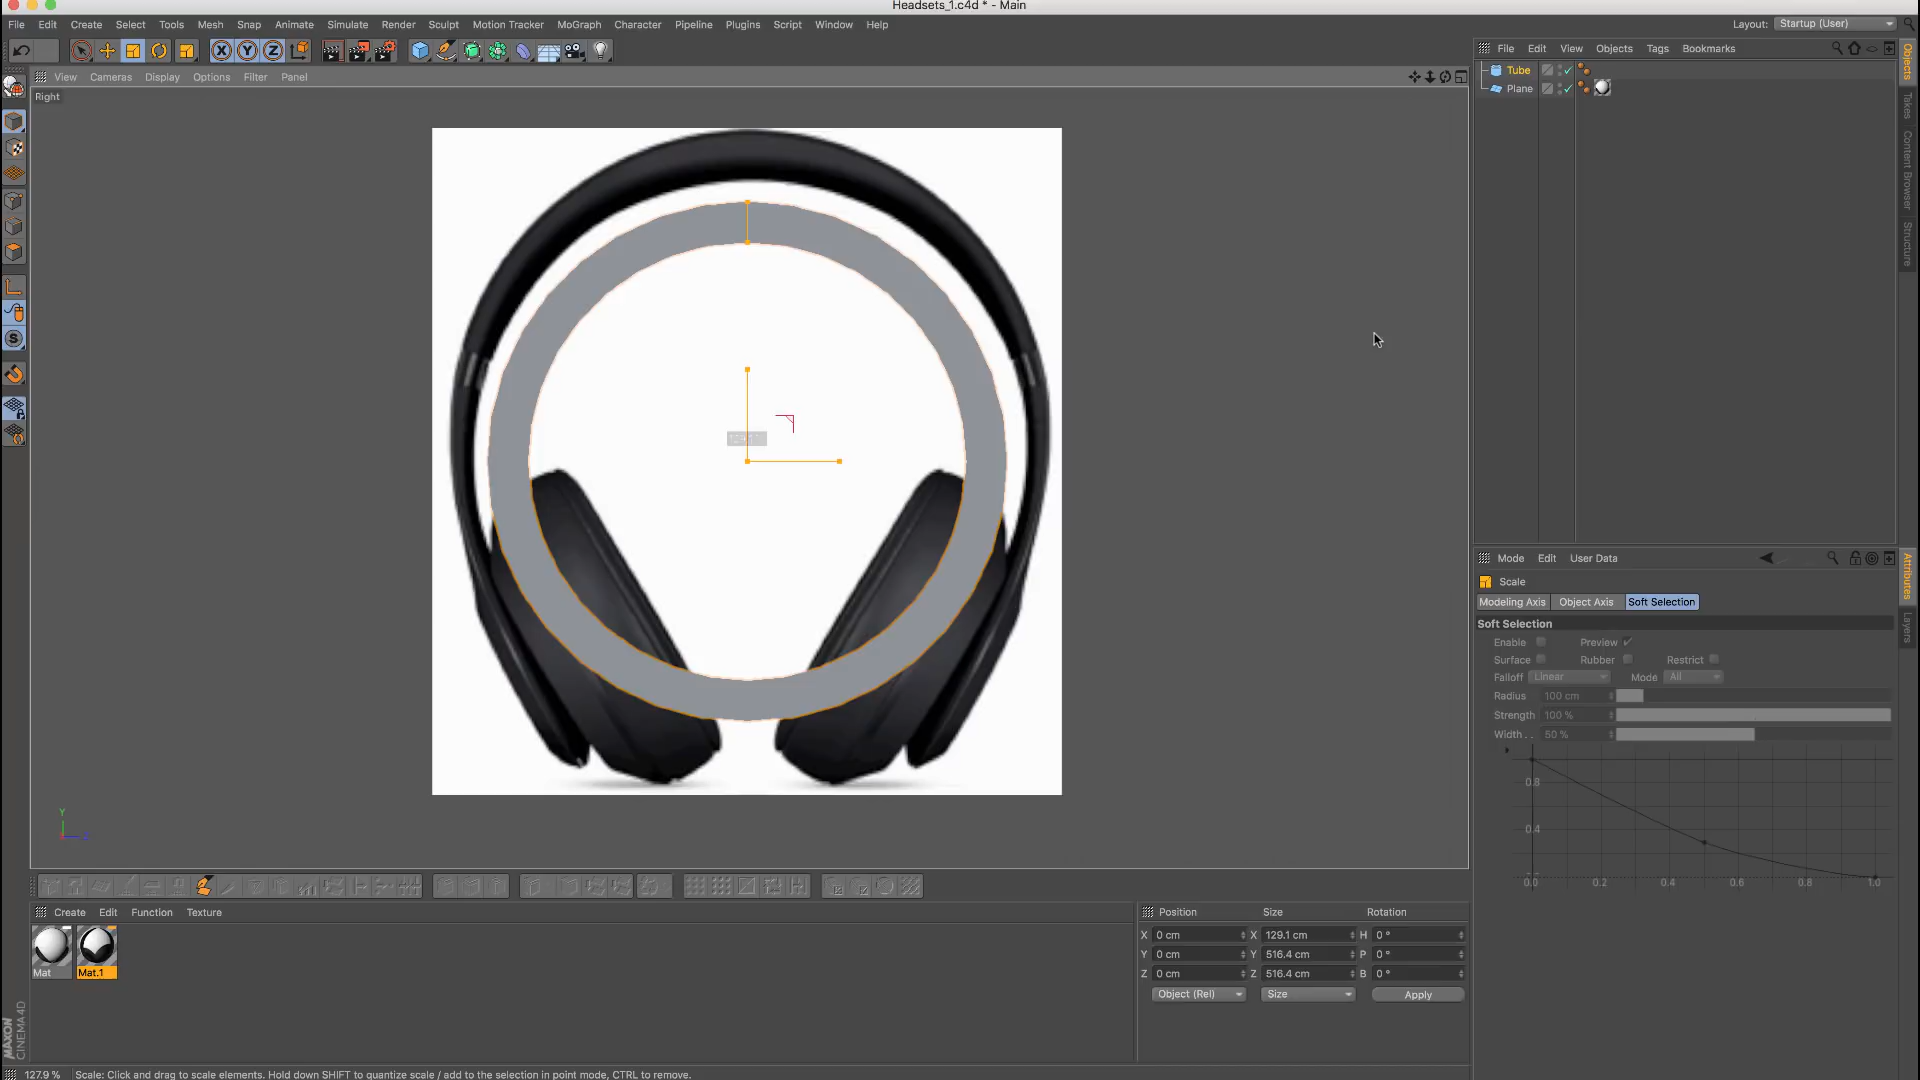 Headsets_1.c4d * - Main
File Edit Create Select Tools Mesh Snap Animate Simulate Render Sculpt Motion Tracker MoGraph Character Pipeline Plugins Script Window Help
Layout: Startup (User)
X Y Z
File Edit View Objects Tags Bookmarks
View Cameras Display Options Filter Panel
Right
Tube
Plane
Objects
Takes
Content Browser
Structure
Mode Edit User Data
Scale
Modeling Axis Object Axis Soft Selection
Soft Selection
Enable Preview
Surface Rubber Restrict
Falloff Linear Mode All
Radius 100 cm
Strength 100 %
Width . . 50 %
0.8
0.4
0.0 0.2 0.4 0.6 0.8 1.0
Attributes
Layers
Y
Z
Create Edit Function Texture
Mat
Mat.1
Position Size Rotation
X 0 cm X 129.1 cm H 0 °
Y 0 cm Y 516.4 cm P 0 °
Z 0 cm Z 516.4 cm B 0 °
Object (Rel) Size Apply
MAXON
CINEMA 4D
127.9 % Scale: Click and drag to scale elements. Hold down SHIFT to quantize scale / add to the selection in point mode, CTRL to remove.